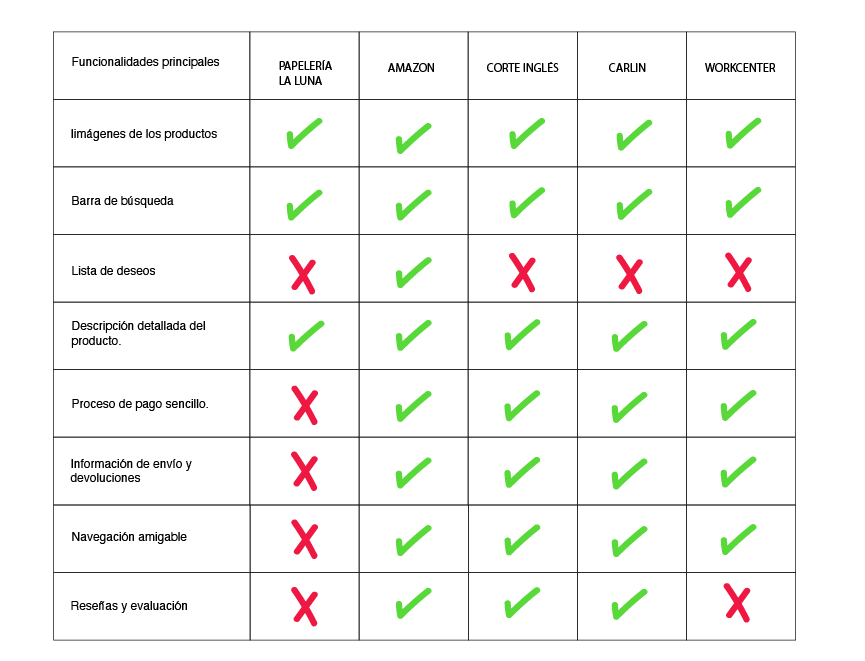 Funcionalidades principales
PAPELERÍA
LA LUNA
AMAZON
CORTE INGLÉS
CARLIN
WORKCENTER
Iimágenes de los productos
Barra de búsqueda
Lista de deseos
Descripción detallada del
producto.
Proceso de pago sencillo.
Información de envío y
devoluciones
Navegación amigable
Reseñas y evaluación